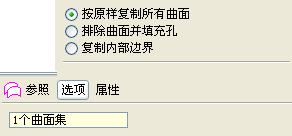 按原样复制所有曲面
排除曲面并填充孔
复制内部边界
参照 选项 属性
1个曲面集